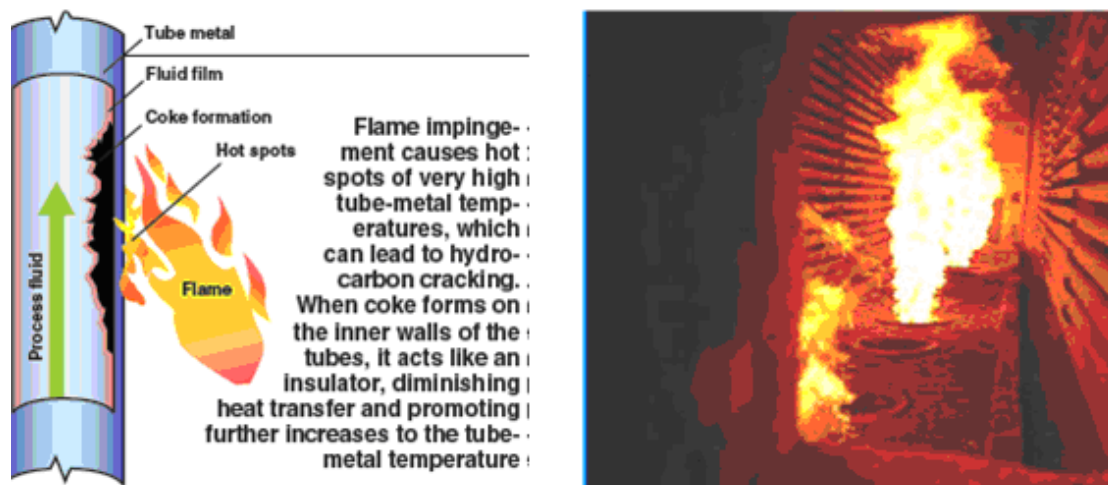 Tube metal
Fluid film
Coke formation
Hot spots
Process fluid
Flame
Flame impinge-
ment causes hot
spots of very high
tube-metal temp-
eratures, which
can lead to hydro-
carbon cracking.
When coke forms on
the inner walls of the
tubes, it acts like an
insulator, diminishing
heat transfer and promoting
further increases to the tube-
metal temperature